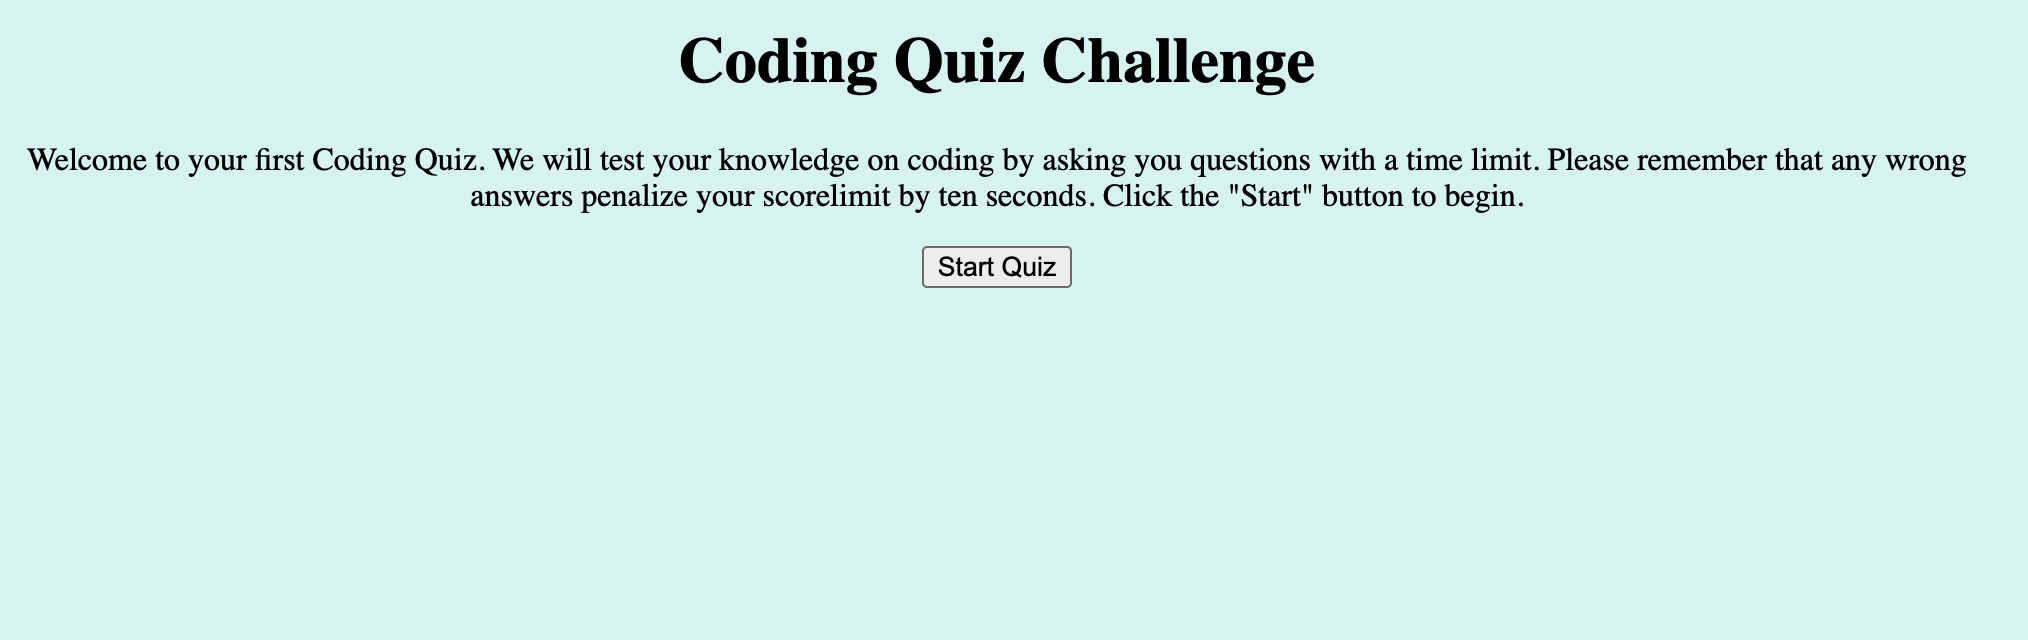 Coding Quiz Challenge
Welcome to your first Coding Quiz. We will test your knowledge on coding by asking you questions with a time limit. Please remember that any wrong
answers penalize your scorelimit by ten seconds. Click the "Start" button to begin.
Start Quiz